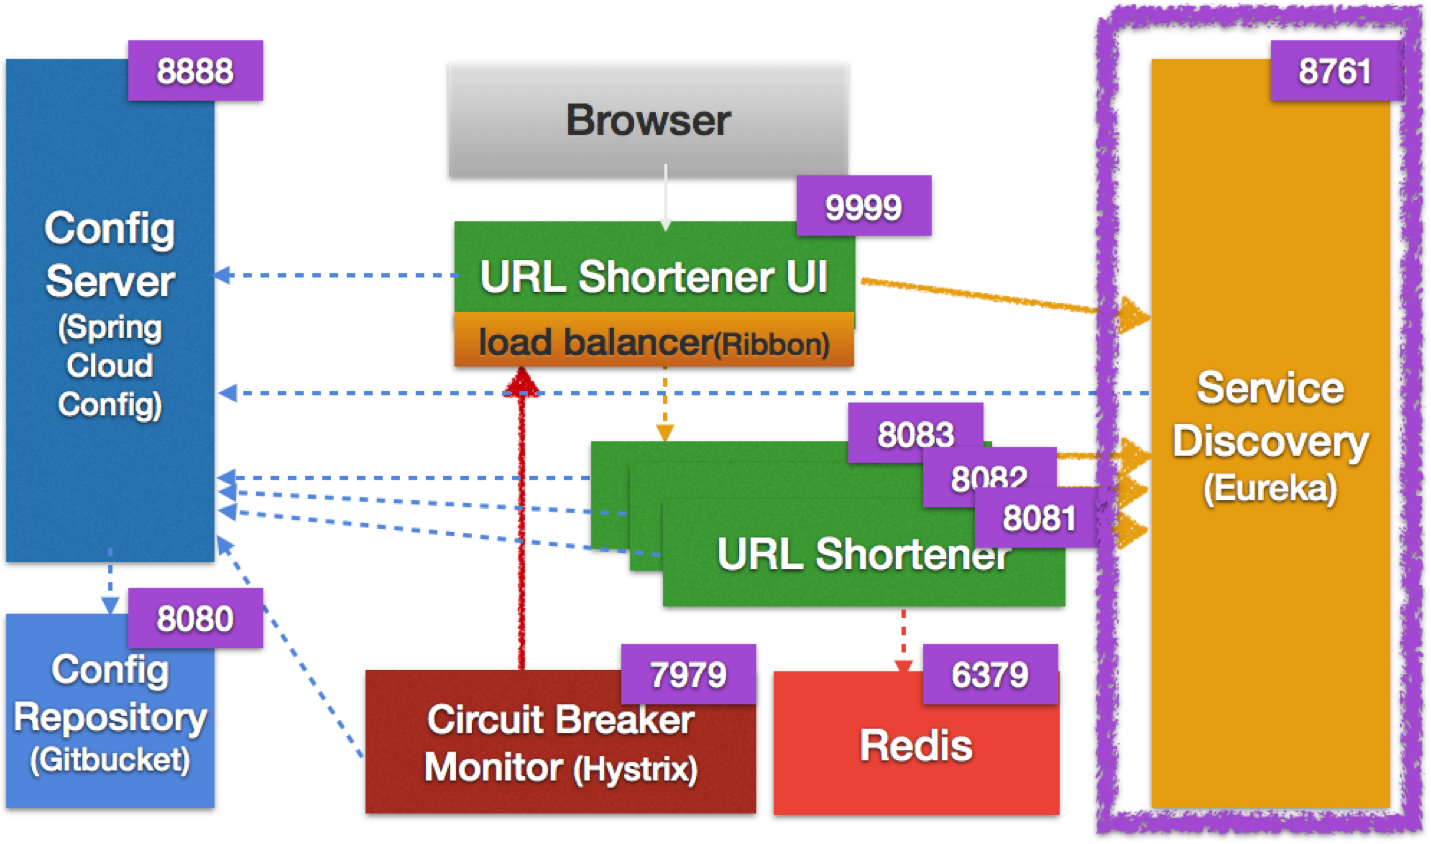 8888
Config
Server
(Spring
Cloud
Config)
8080
Config
Repository
(Gitbucket)
Browser
9999
URL Shortener UI
load balancer(Ribbon)
8083
8082
8081
URL Shortener
7979
Circuit Breaker
Monitor (Hystrix)
6379
Redis
8761
Service
Discovery
(Eureka)